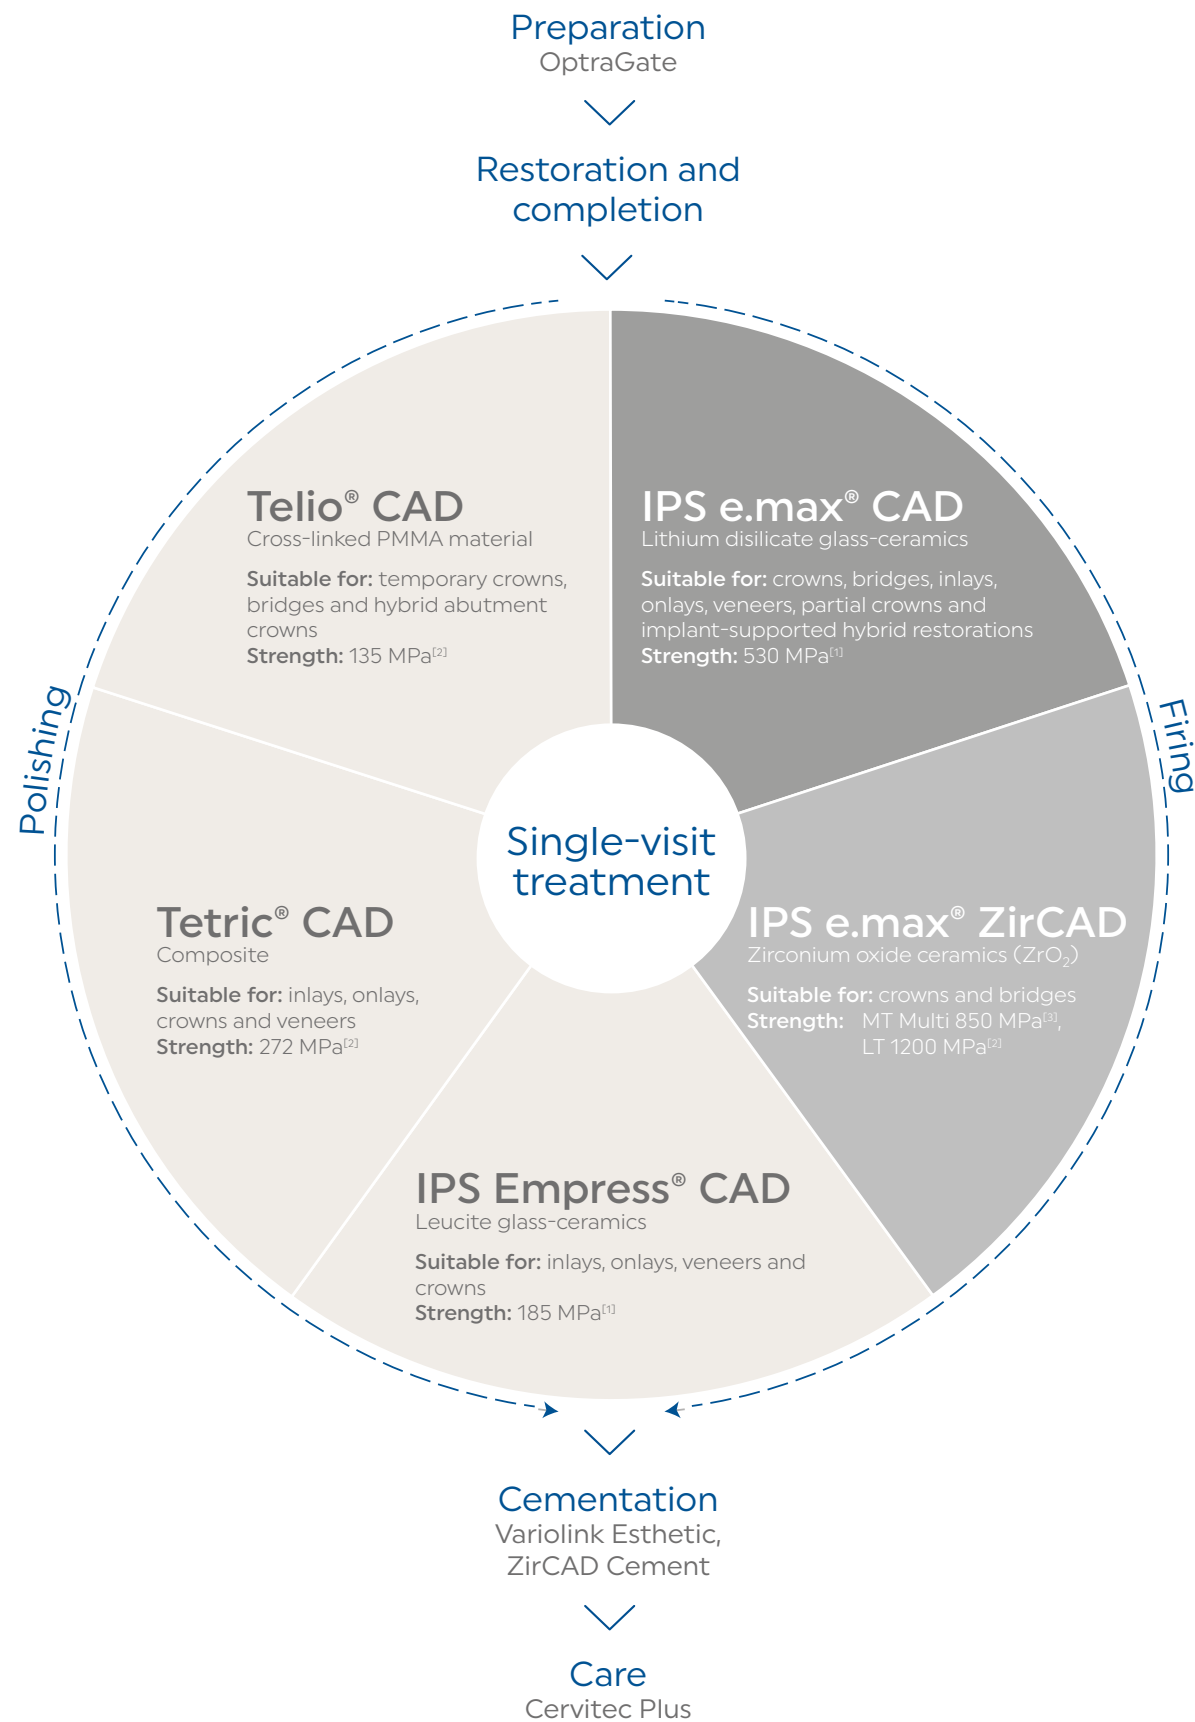 Preparation
OptraGate
Restoration and
completion
Telio® CAD
Cross-linked PMMA material
Suitable for: temporary crowns,
bridges and hybrid abutment
crowns
Strength: 135 MPa[2]
IPS e.max® CAD
Lithium disilicate glass-ceramics
Suitable for: crowns, bridges, inlays,
onlays, veneers, partial crowns and
implant-supported hybrid restorations
Strength: 530 MPa[1]
Polishing
Firing
Single-visit
treatment
Tetric® CAD
Composite
Suitable for: inlays, onlays,
crowns and veneers
Strength: 272 MPa[2]
IPS e.max® ZirCAD
Zirconium oxide ceramics (ZrO₂)
Suitable for: crowns and bridges
Strength: MT Multi 850 MPa[3],
LT 1200 MPa[2]
IPS Empress® CAD
Leucite glass-ceramics
Suitable for: inlays, onlays, veneers and
crowns
Strength: 185 MPa[1]
Cementation
Variolink Esthetic,
ZirCAD Cement
Care
Cervitec Plus